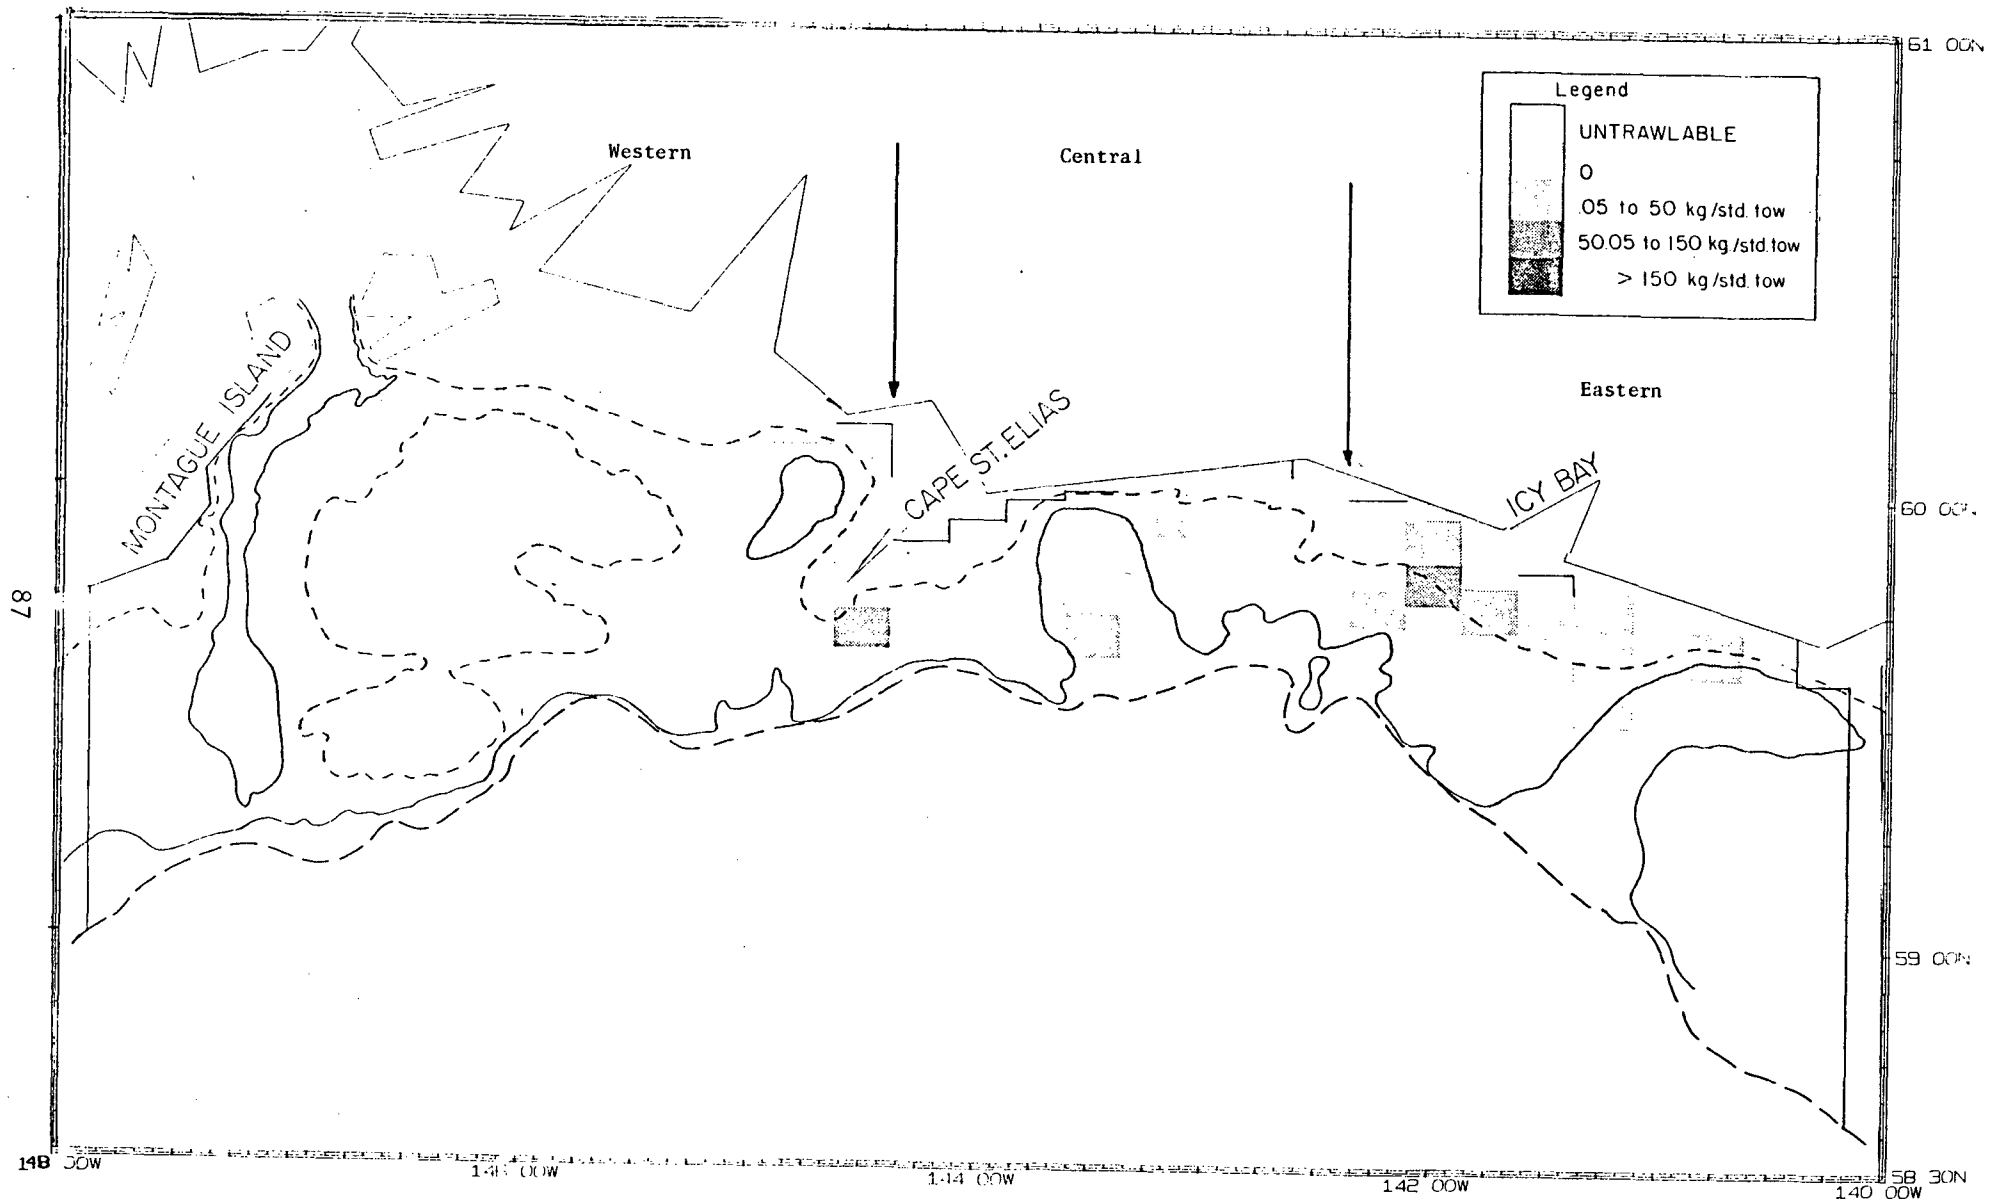 61 00N
Legend
UNTRAWLABLE
0
.05 to 50 kg/std. tow
50.05 to 150 kg/std. tow
> 150 kg/std. tow
Western
Central
Eastern
MONTAGUE ISLAND
CAPE ST. ELIAS
ICY BAY
60 00N
87
59 00N
148 00W
00W
144 00W
142 00W
58 30N
140 00W